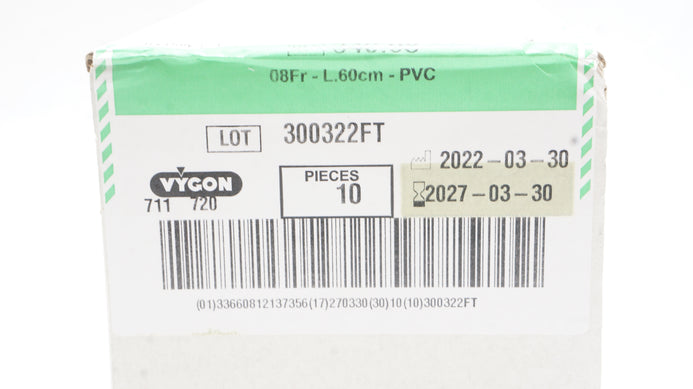 08Fr - L.60cm - PVC
LOT 300322FT
2022-03-30
VYGON
PIECES
10
2027-03-30
711 720
(01)33660812137356(17)270330(30)10(10)300322FT